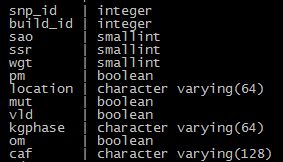 snp_id | integer
build_id | integer
sao | smallint
ssr | smallint
wgt | smallint
pm | boolean
location | character varying(64)
mut | boolean
vld | boolean
kgphase | character varying(64)
om | boolean
caf | character varying(128)